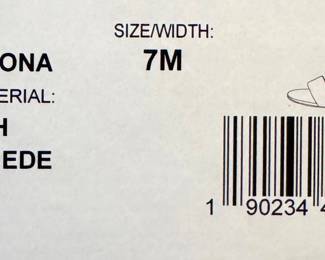 SIZE/WIDTH:
ONA 7M
ERIAL:
H
EDE
1 90234 4